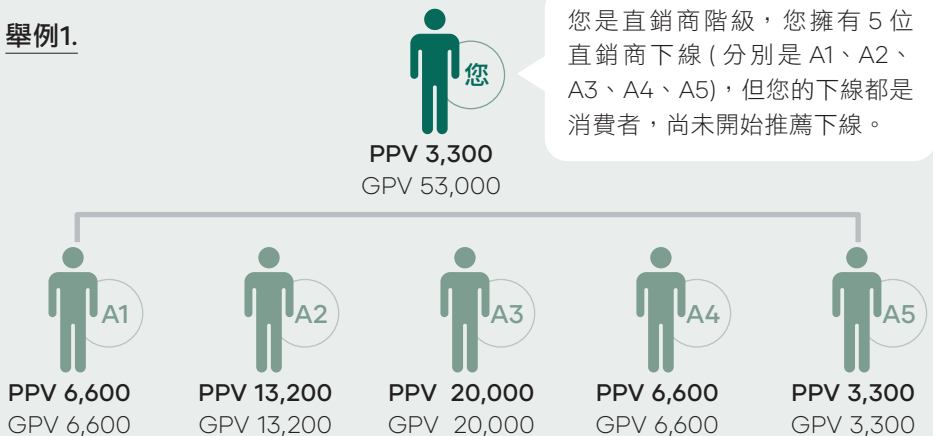 舉例1.
您是直銷商階級，您擁有 5 位
直銷商下線 ( 分別是 A1、A2、
A3、A4、A5)，但您的下線都是
消費者，尚未開始推薦下線。
您
PPV 3,300
GPV 53,000
A1
A2
A3
A4
A5
PPV 6,600
PPV 13,200
PPV 20,000
PPV 6,600
PPV 3,300
GPV 6,600
GPV 13,200
GPV 20,000
GPV 6,600
GPV 3,300